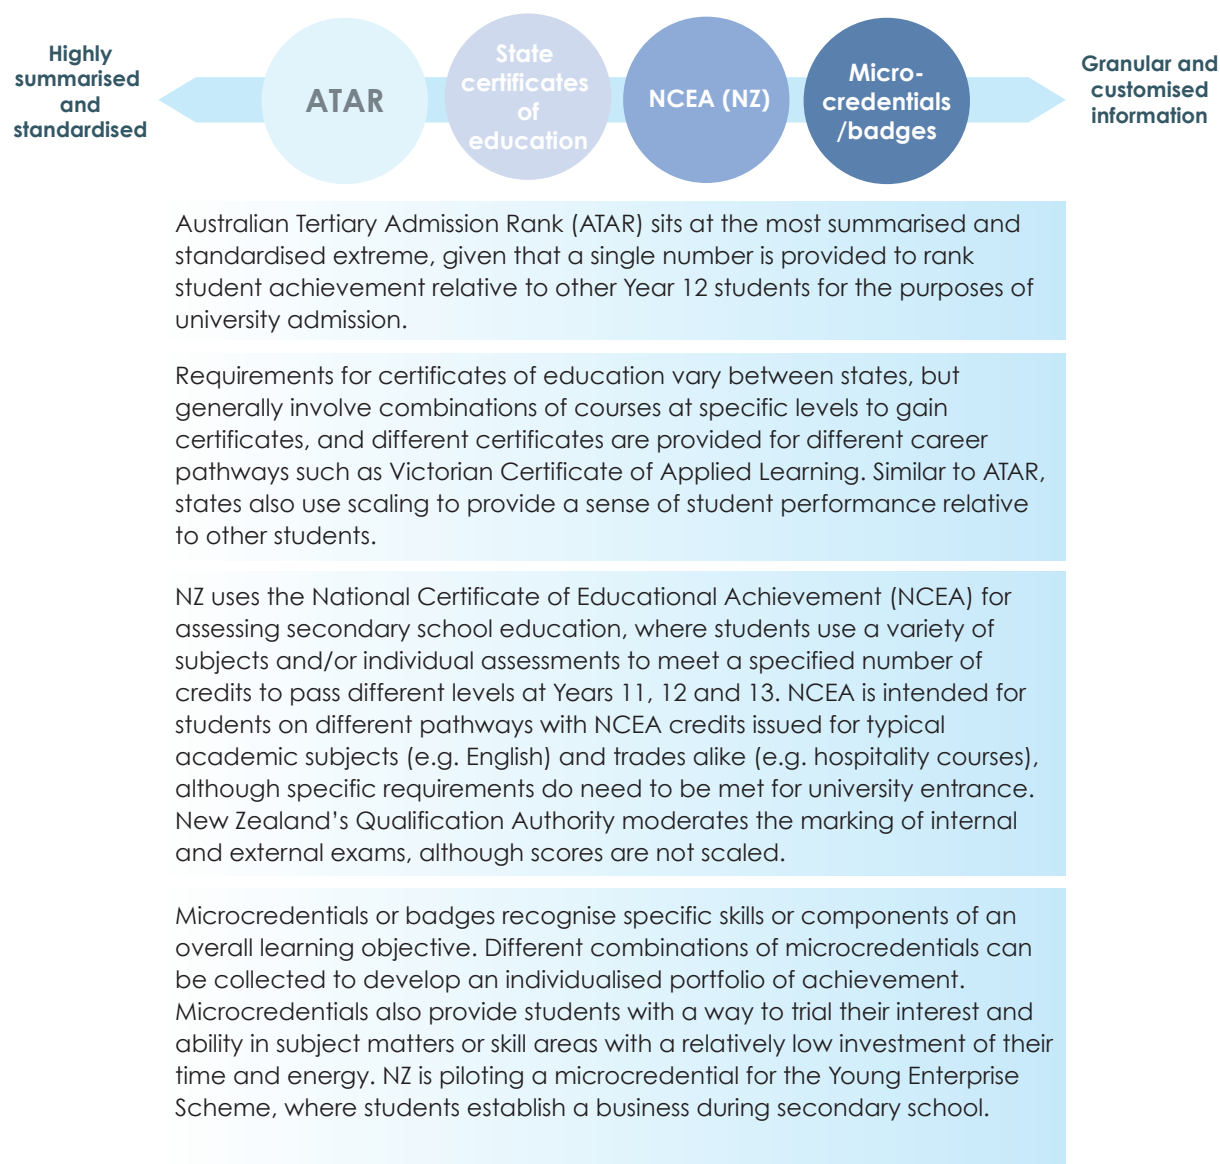 Highly
summarised
and
standardised
ATAR
State
certificates
of
education
NCEA (NZ)
Micro-
credentials
/badges
Granular and
customised
information
Australian Tertiary Admission Rank (ATAR) sits at the most summarised and
standardised extreme, given that a single number is provided to rank
student achievement relative to other Year 12 students for the purposes of
university admission.
Requirements for certificates of education vary between states, but
generally involve combinations of courses at specific levels to gain
certificates, and different certificates are provided for different career
pathways such as Victorian Certificate of Applied Learning. Similar to ATAR,
states also use scaling to provide a sense of student performance relative
to other students.
NZ uses the National Certificate of Educational Achievement (NCEA) for
assessing secondary school education, where students use a variety of
subjects and/or individual assessments to meet a specified number of
credits to pass different levels at Years 11, 12 and 13. NCEA is intended for
students on different pathways with NCEA credits issued for typical
academic subjects (e.g. English) and trades alike (e.g. hospitality courses),
although specific requirements do need to be met for university entrance.
New Zealand's Qualification Authority moderates the marking of internal
and external exams, although scores are not scaled.
Microcredentials or badges recognise specific skills or components of an
overall learning objective. Different combinations of microcredentials can
be collected to develop an individualised portfolio of achievement.
Microcredentials also provide students with a way to trial their interest and
ability in subject matters or skill areas with a relatively low investment of their
time and energy. NZ is piloting a microcredential for the Young Enterprise
Scheme, where students establish a business during secondary school.